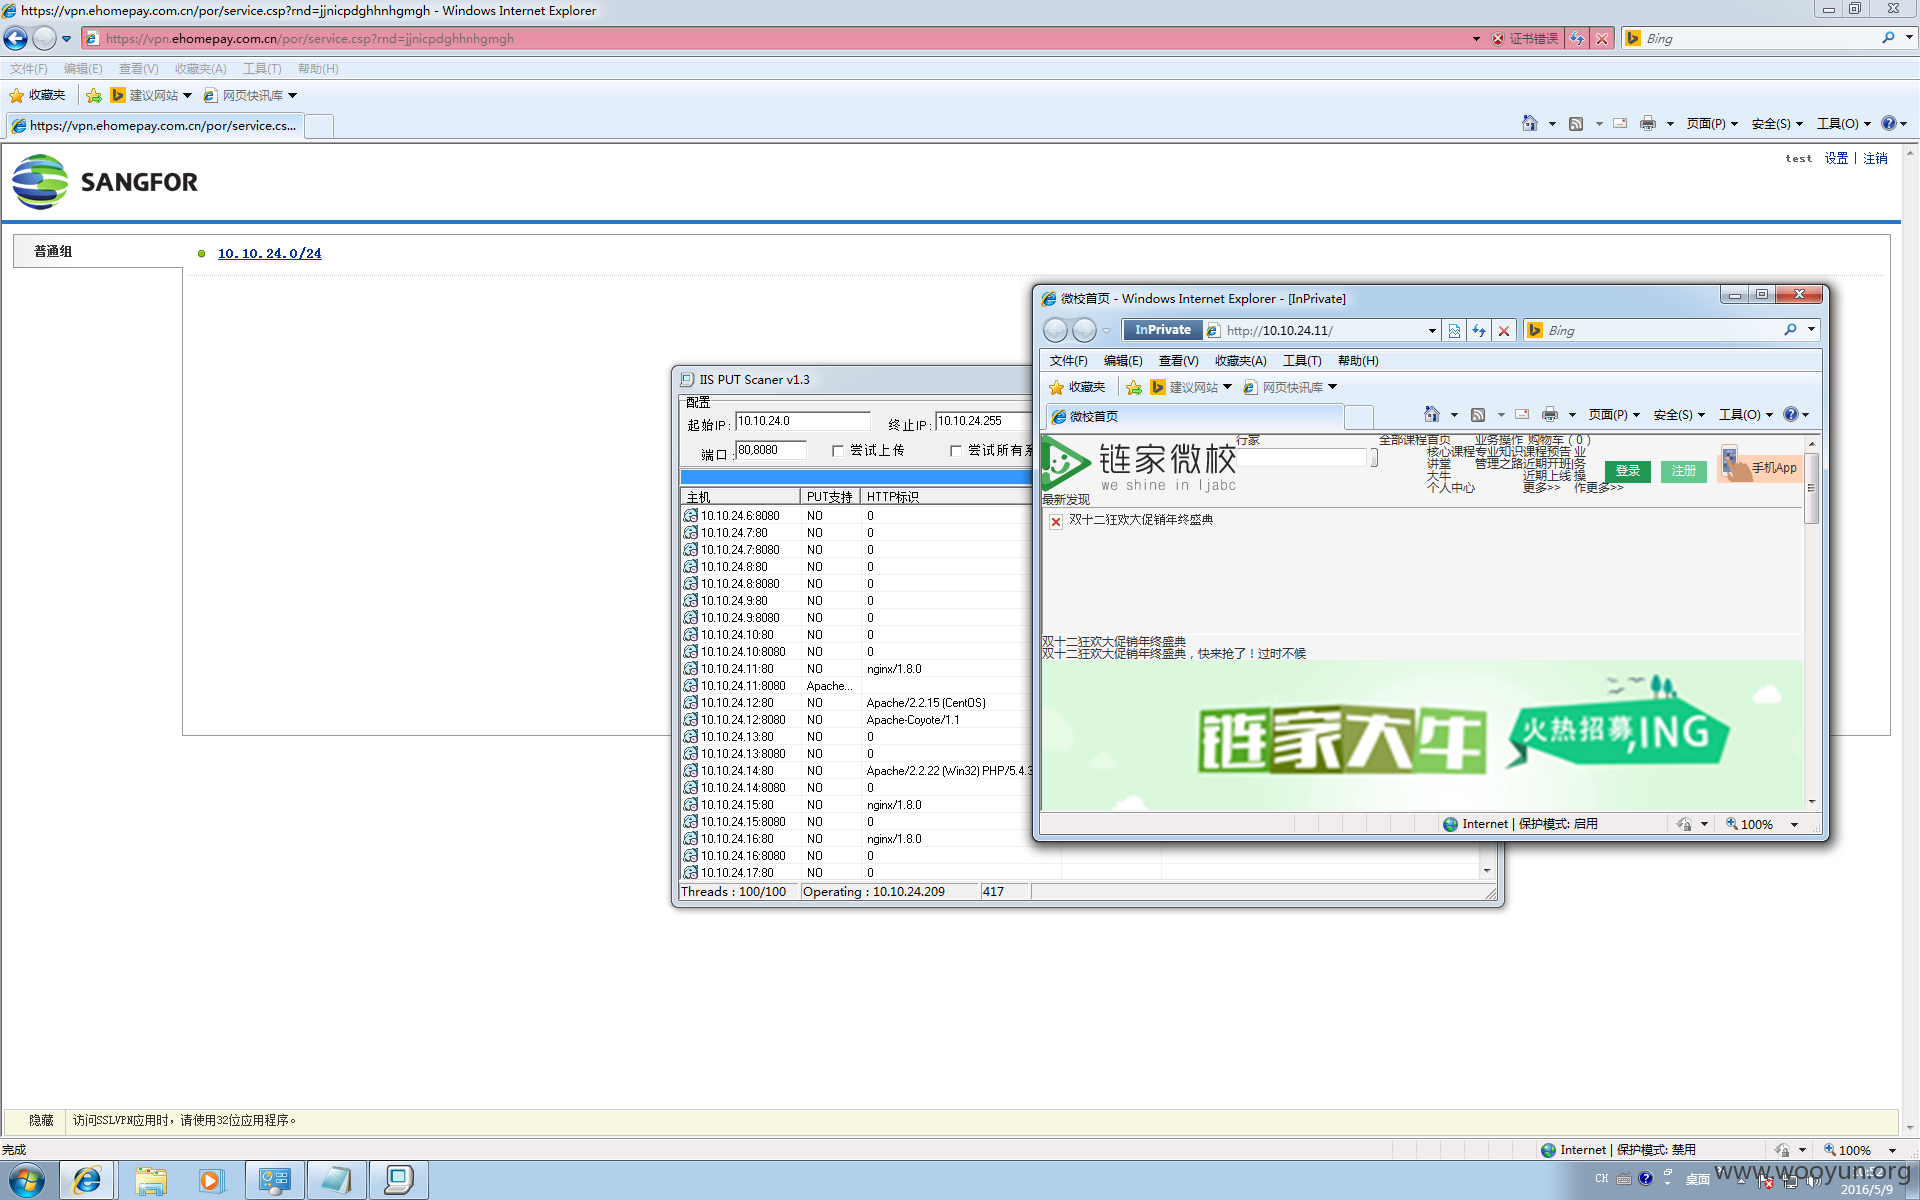 https://vpn.ehomepay.com.cn/por/service.csp?rnd=jjnicpdghhnhgmgh - Windows Internet Explorer
https://vpn.ehomepay.com.cn/por/service.csp?rnd=jjnicpdghhnhgmgh
证书错误
Bing
文件(F) 编辑(E) 查看(V) 收藏夹(A) 工具(T) 帮助(H)
收藏夹 建议网站 网页快讯库
https://vpn.ehomepay.com.cn/por/service.cs...
页面(P) 安全(S) 工具(O)
test 设置 | 注销
SANGFOR
普通组
10.10.24.0/24
微校首页 - Windows Internet Explorer - [InPrivate]
InPrivate http://10.10.24.11/ Bing
文件(F) 编辑(E) 查看(V) 收藏夹(A) 工具(T) 帮助(H)
收藏夹 建议网站 网页快讯库
微校首页 页面(P) 安全(S) 工具(O)
链家微校
we shine in ljabc
行家
全部课程首页 业务操作 购物车 ( 0 )
核心课程专业知识课程预告 业
讲堂 管理之路近期开班务
大牛 近期上线 操
个人中心 更多>> 作更多>>
登录 注册 手机App
最新发现
双十二狂欢大促销年终盛典
双十二狂欢大促销年终盛典
双十二狂欢大促销年终盛典，快来抢了！过时不候
链家大牛 火热招募,ING
Internet | 保护模式: 启用 100%
IIS PUT Scaner v1.3
配置
起始IP: 10.10.24.0 终止IP: 10.10.24.255
端口: 80,8080 尝试上传 尝试所有系
主机 PUT支持 HTTP标识
10.10.24.6:8080 NO 0
10.10.24.7:80 NO 0
10.10.24.7:8080 NO 0
10.10.24.8:80 NO 0
10.10.24.8:8080 NO 0
10.10.24.9:80 NO 0
10.10.24.9:8080 NO 0
10.10.24.10:80 NO 0
10.10.24.10:8080 NO 0
10.10.24.11:80 NO nginx/1.8.0
10.10.24.11:8080 Apache...
10.10.24.12:80 NO Apache/2.2.15 (CentOS)
10.10.24.12:8080 NO Apache-Coyote/1.1
10.10.24.13:80 NO 0
10.10.24.13:8080 NO 0
10.10.24.14:80 NO Apache/2.2.22 (Win32) PHP/5.4.3
10.10.24.14:8080 NO 0
10.10.24.15:80 NO nginx/1.8.0
10.10.24.15:8080 NO 0
10.10.24.16:80 NO nginx/1.8.0
10.10.24.16:8080 NO 0
10.10.24.17:80 NO 0
Threads : 100/100 Operating : 10.10.24.209 417
隐藏 访问SSLVPN应用时，请使用32位应用程序。
完成 Internet | 保护模式: 禁用 100%
CH 桌面
www.wooyun.org
2016/5/9